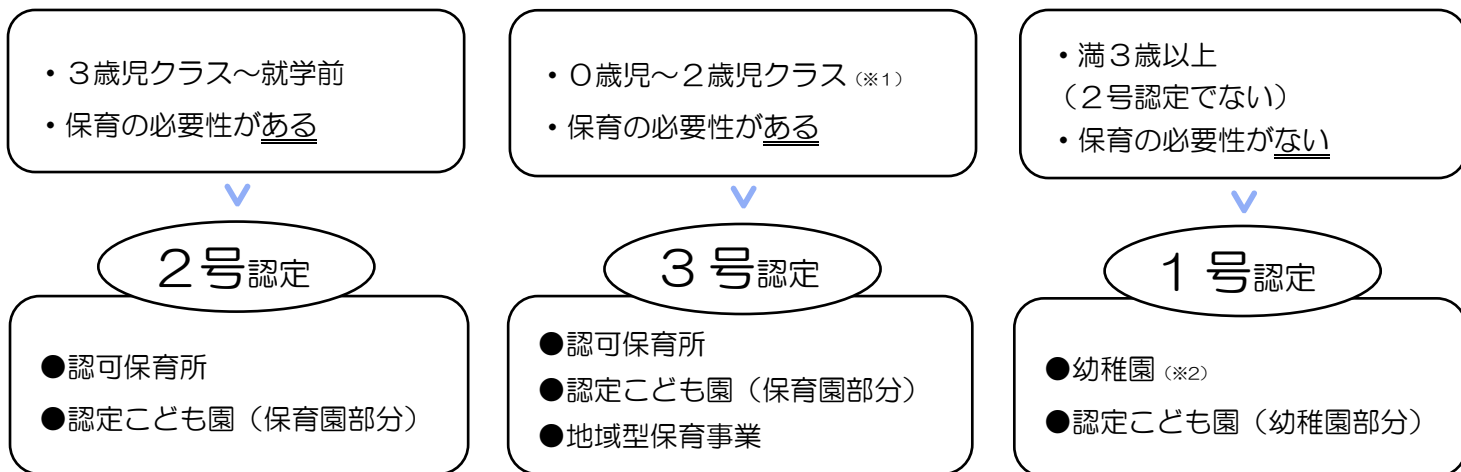 ・３歳児クラス～就学前
・保育の必要性がある
２号認定
●認可保育所
●認定こども園（保育園部分）
・０歳児～２歳児クラス（※1）
・保育の必要性がある
３号認定
●認可保育所
●認定こども園（保育園部分）
●地域型保育事業
・満３歳以上
（２号認定でない）
・保育の必要性がない
１号認定
●幼稚園（※2）
●認定こども園（幼稚園部分）